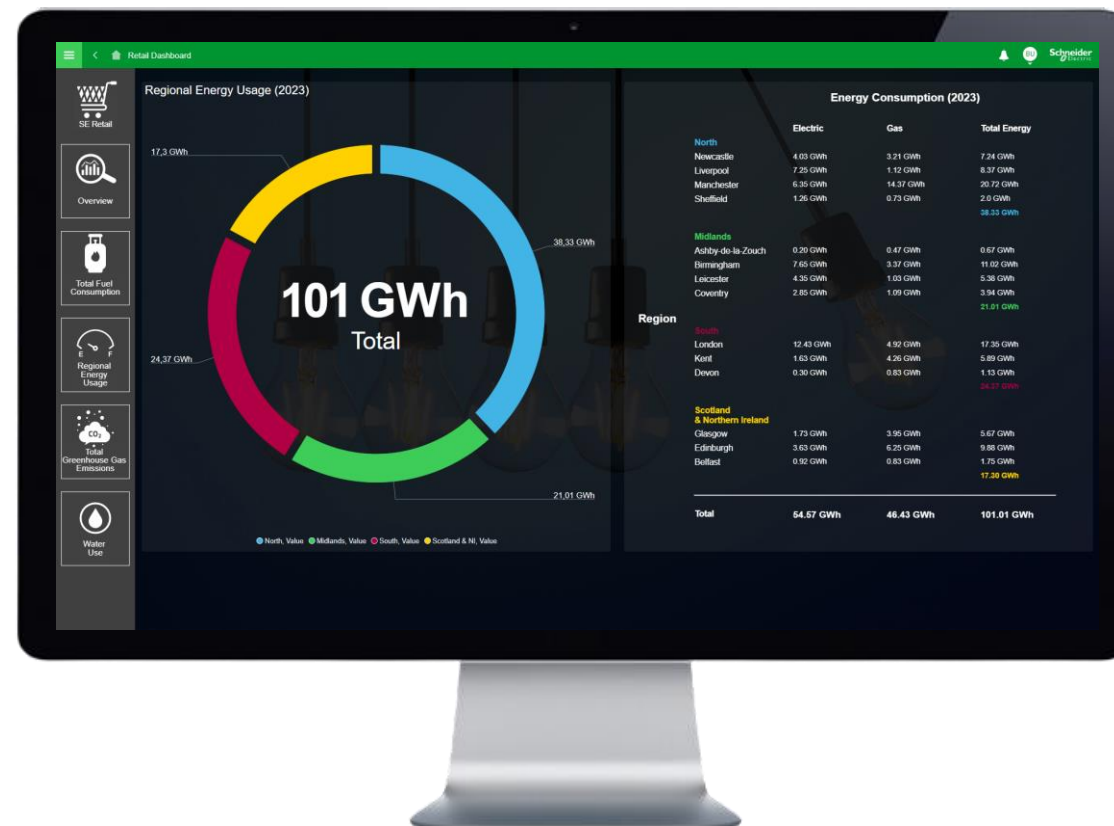 Retail Dashboard
BU
Schneider
Electric
SE Retail
Overview
Total Fuel
Consumption
E F
Regional
Energy
Usage
CO₂
Total
Greenhouse Gas
Emissions
Water
Use
Regional Energy Usage (2023)
17,3 GWh
38,33 GWh
101 GWh
Total
24,37 GWh
21,01 GWh
North, Value Midlands, Value South, Value Scotland & NI, Value
Energy Consumption (2023)
Electric Gas Total Energy
Region
North
Newcastle 4.03 GWh 3.21 GWh 7.24 GWh
Liverpool 7.25 GWh 1.12 GWh 8.37 GWh
Manchester 6.35 GWh 14.37 GWh 20.72 GWh
Sheffield 1.26 GWh 0.73 GWh 2.0 GWh
38.33 GWh
Midlands
Ashby-de-la-Zouch 0.20 GWh 0.47 GWh 0.67 GWh
Birmingham 7.65 GWh 3.37 GWh 11.02 GWh
Leicester 4.35 GWh 1.03 GWh 5.38 GWh
Coventry 2.85 GWh 1.09 GWh 3.94 GWh
21.01 GWh
South
London 12.43 GWh 4.92 GWh 17.35 GWh
Kent 1.63 GWh 4.26 GWh 5.89 GWh
Devon 0.30 GWh 0.83 GWh 1.13 GWh
24.37 GWh
Scotland
& Northern Ireland
Glasgow 1.73 GWh 3.95 GWh 5.67 GWh
Edinburgh 3.63 GWh 6.25 GWh 9.88 GWh
Belfast 0.92 GWh 0.83 GWh 1.75 GWh
17.30 GWh
Total 54.57 GWh 46.43 GWh 101.01 GWh